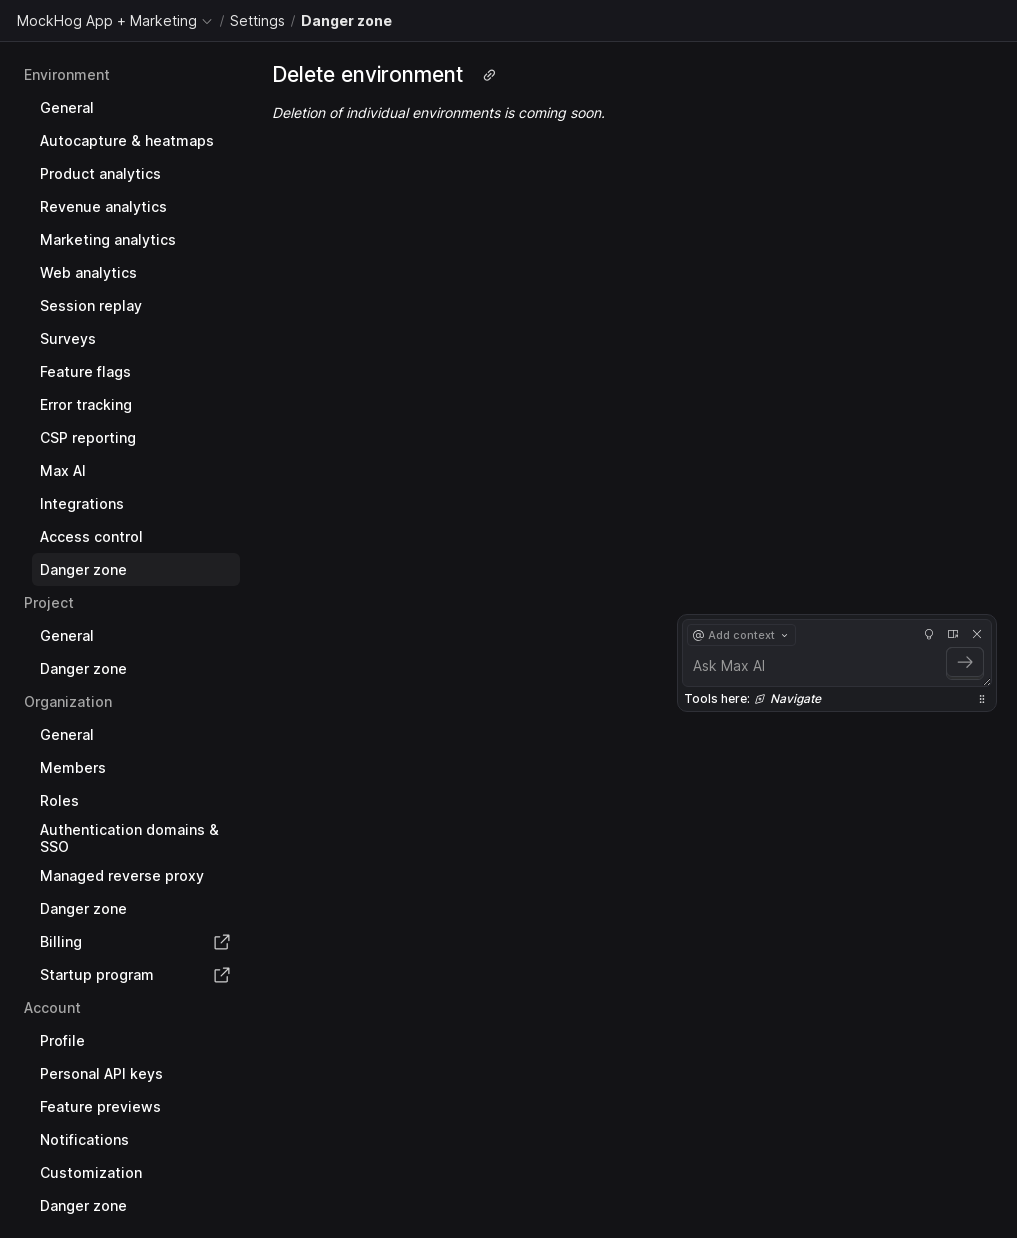 MockHog App + Marketing / Settings / Danger zone
Environment
General
Autocapture & heatmaps
Product analytics
Revenue analytics
Marketing analytics
Web analytics
Session replay
Surveys
Feature flags
Error tracking
CSP reporting
Max AI
Integrations
Access control
Danger zone
Project
General
Danger zone
Organization
General
Members
Roles
Authentication domains &
SSO
Managed reverse proxy
Danger zone
Billing
Startup program
Account
Profile
Personal API keys
Feature previews
Notifications
Customization
Danger zone
Delete environment
Deletion of individual environments is coming soon.
@ Add context
Ask Max AI
Tools here: Navigate